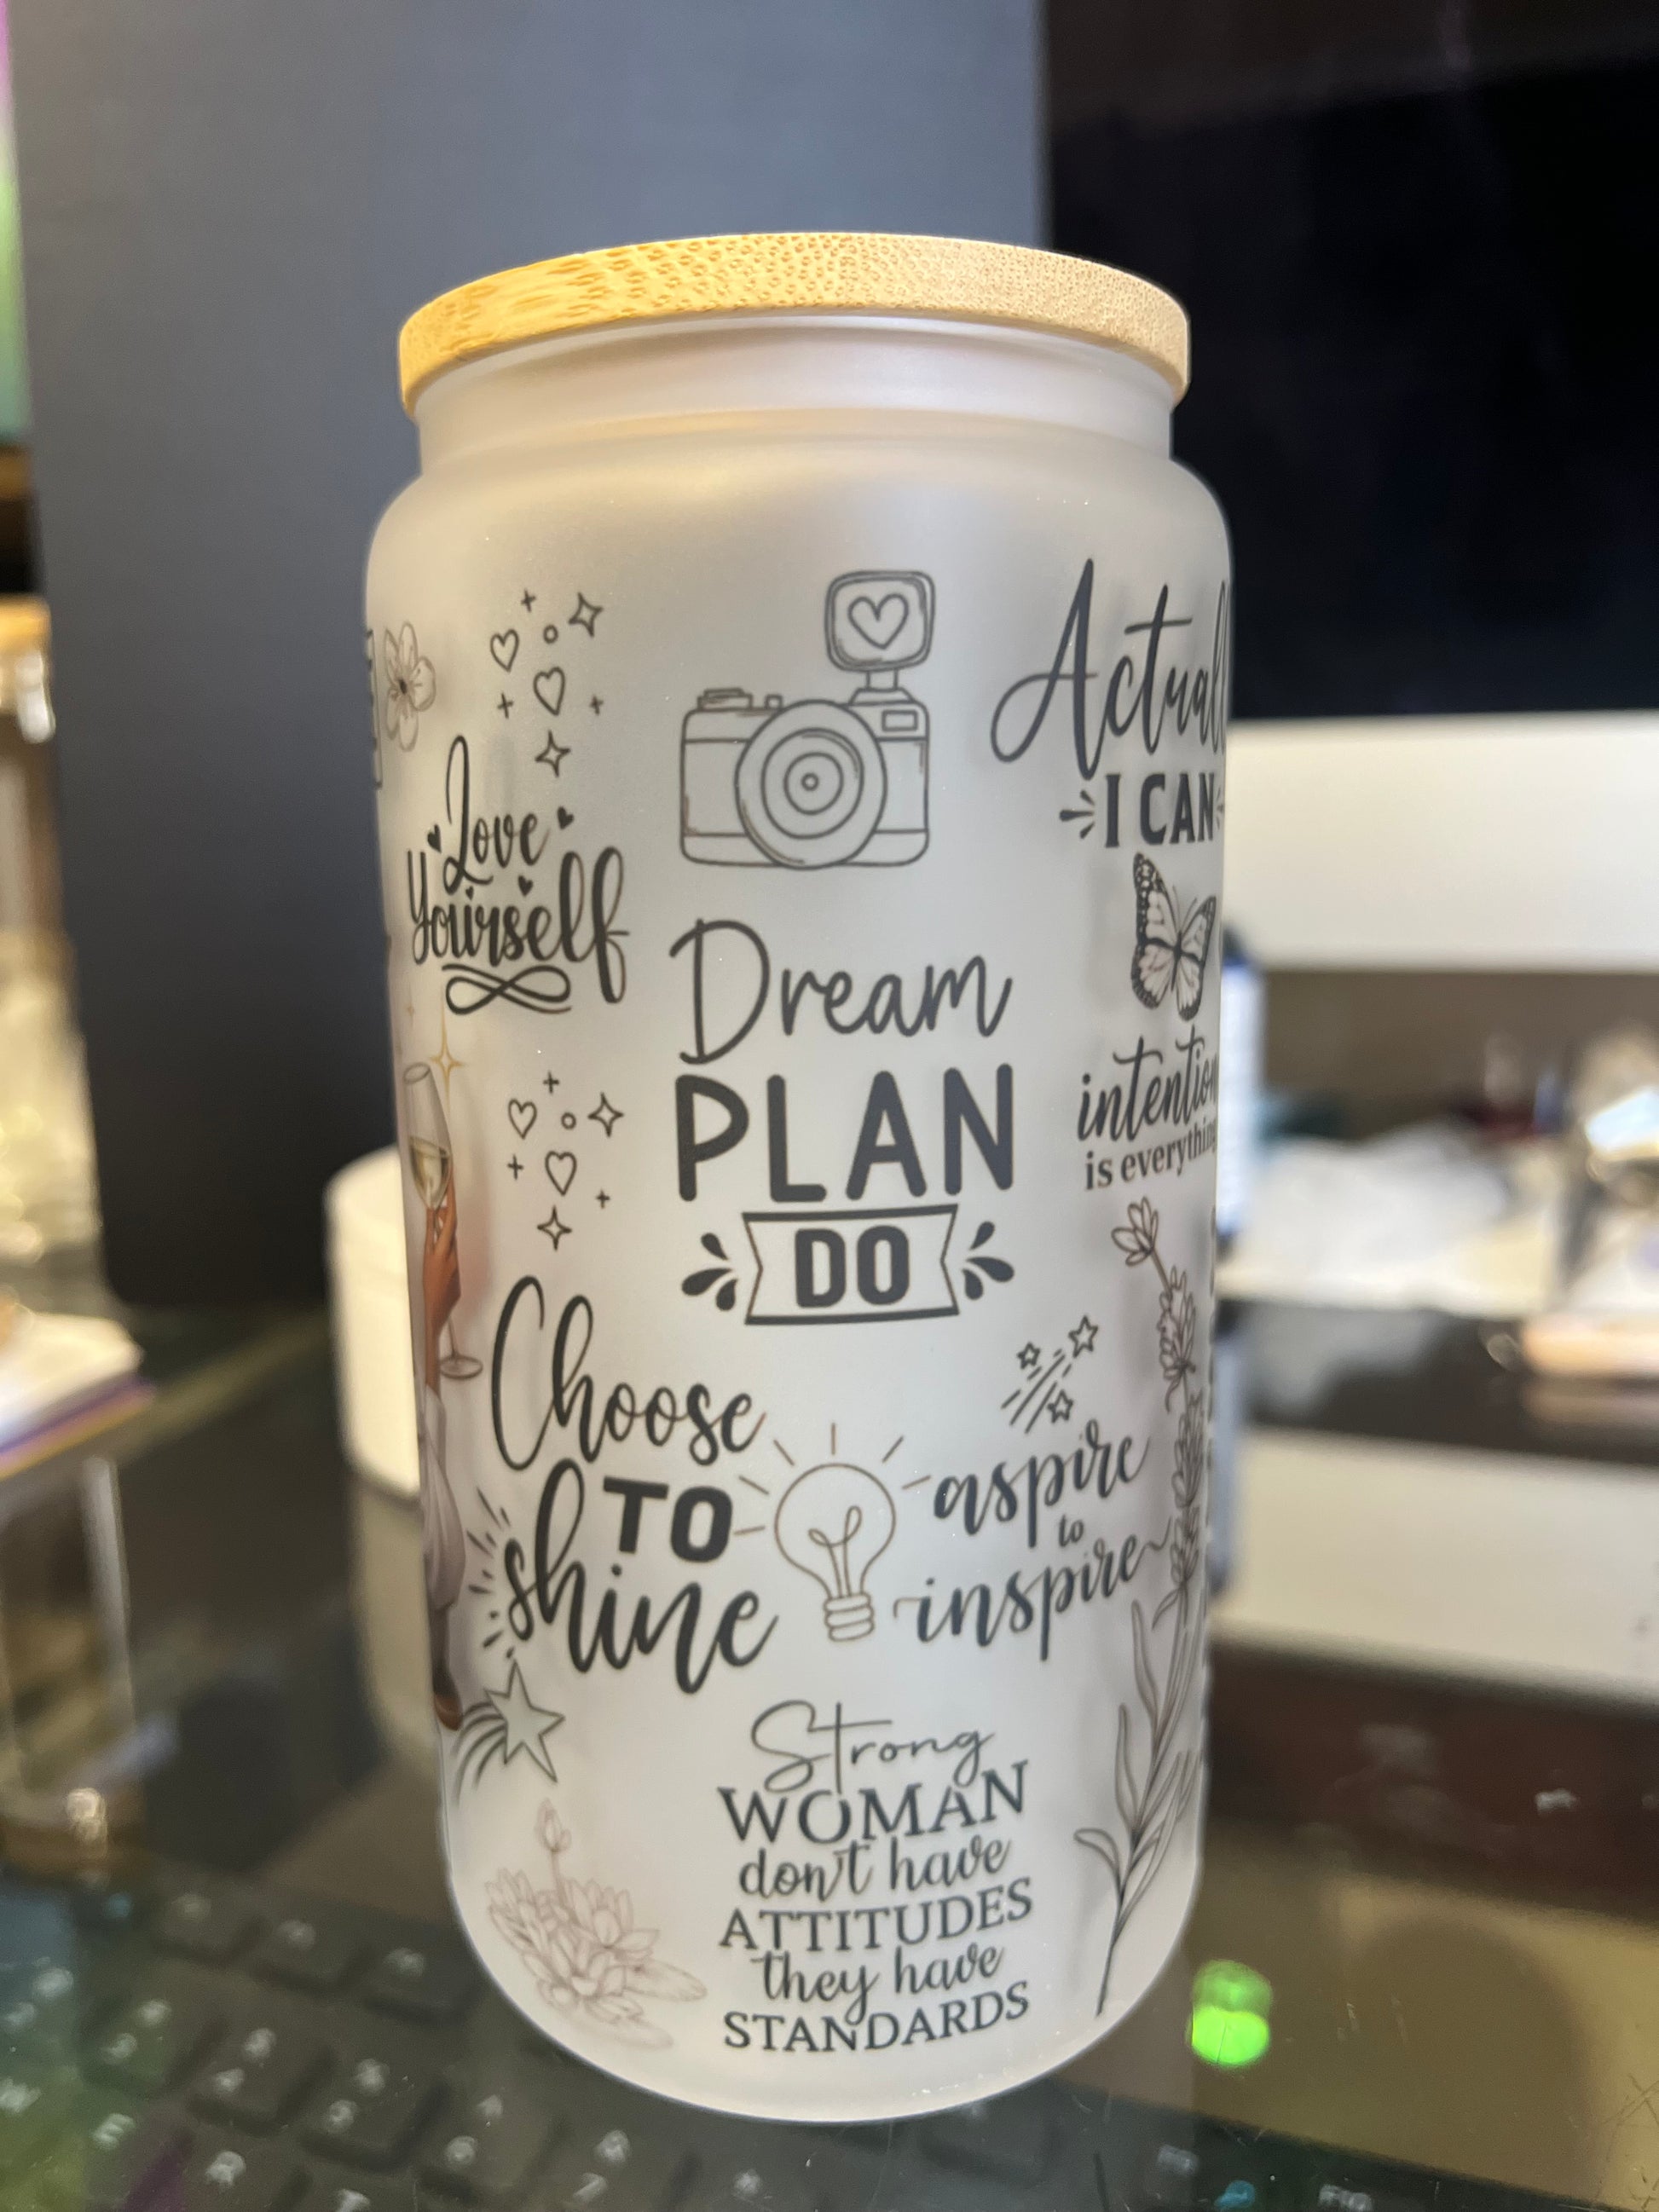 Love
Yourself
Dream
PLAN
DO
I CAN
is
Choose
TO
shine
aspire
to
inspire
Strong
WOMAN
don't have
ATTITUDES
they have
STANDARDS